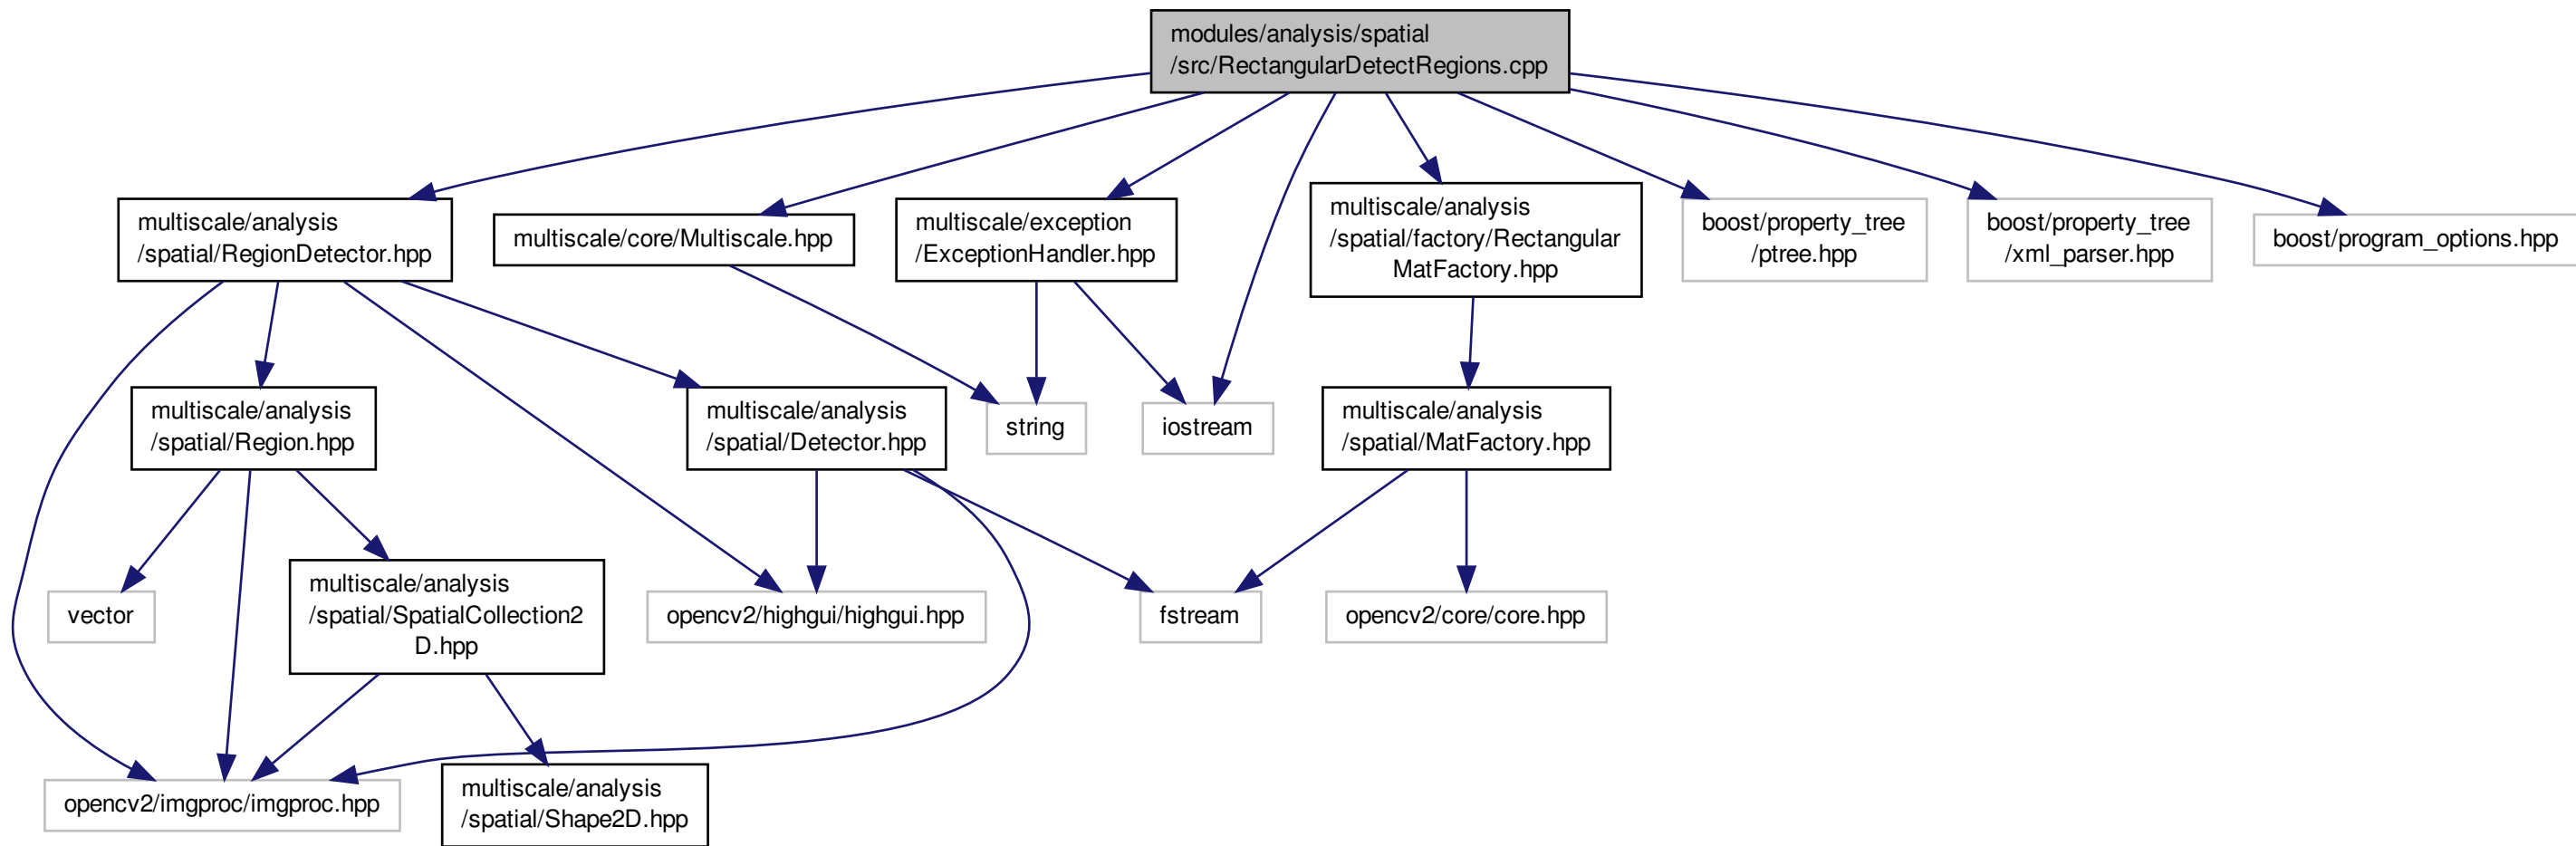 modules/analysis/spatial
/src/RectangularDetectRegions.cpp
multiscale/analysis
/spatial/RegionDetector.hpp
multiscale/core/Multiscale.hpp
multiscale/exception
/ExceptionHandler.hpp
multiscale/analysis
/spatial/factory/Rectangular
MatFactory.hpp
boost/property_tree
/ptree.hpp
boost/property_tree
/xml_parser.hpp
boost/program_options.hpp
multiscale/analysis
/spatial/Region.hpp
multiscale/analysis
/spatial/Detector.hpp
string
iostream
multiscale/analysis
/spatial/MatFactory.hpp
vector
multiscale/analysis
/spatial/SpatialCollection2
D.hpp
opencv2/highgui/highgui.hpp
fstream
opencv2/core/core.hpp
opencv2/imgproc/imgproc.hpp
multiscale/analysis
/spatial/Shape2D.hpp